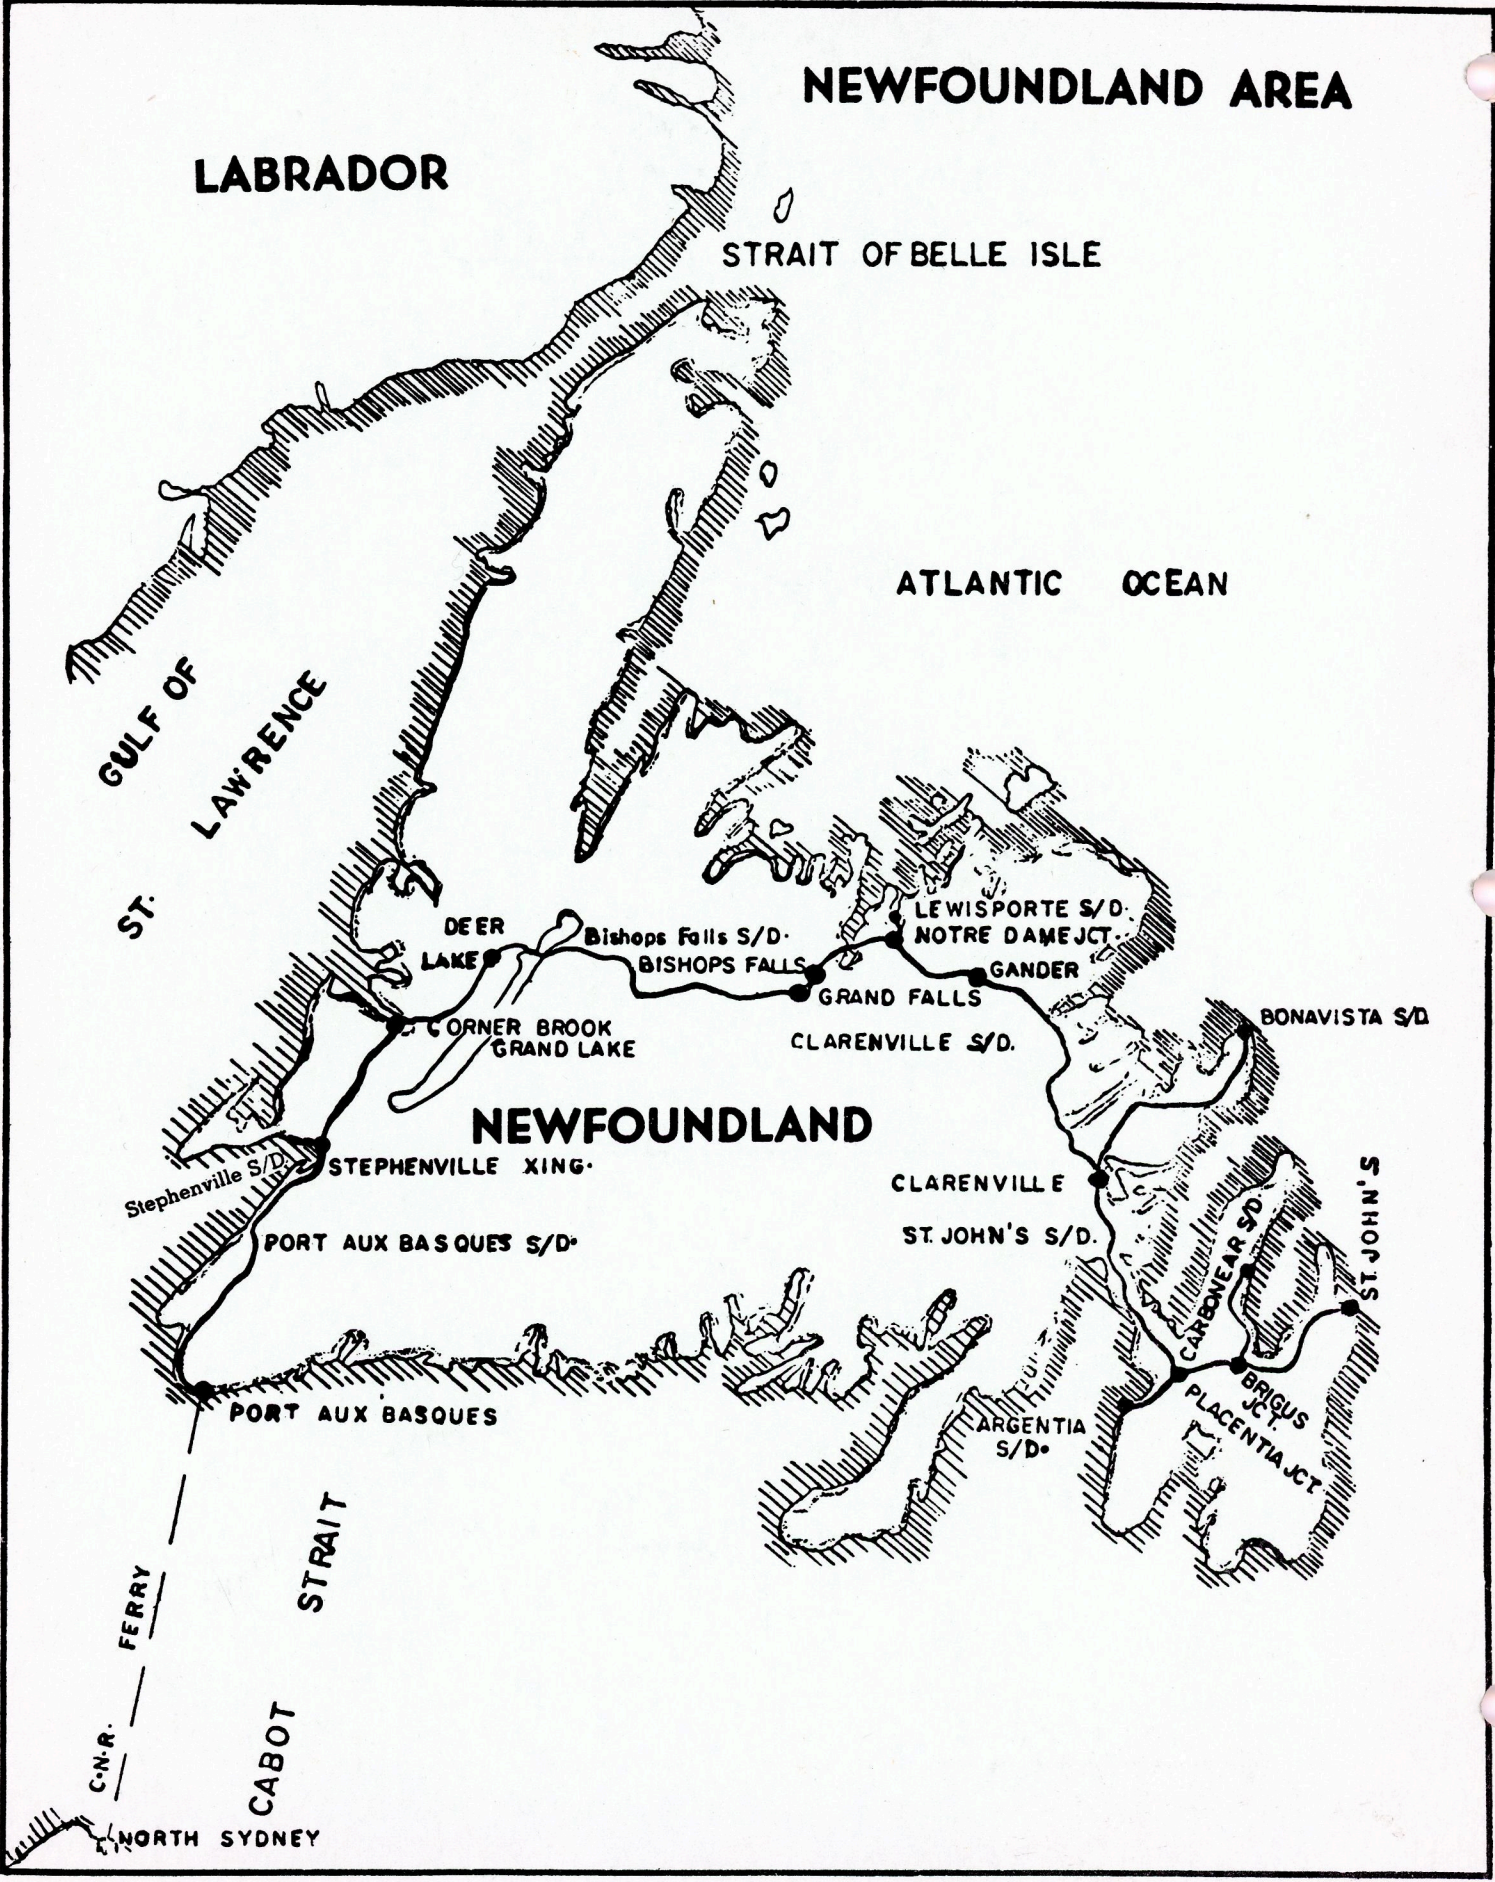 NEWFOUNDLAND AREA
LABRADOR
STRAIT OF BELLE ISLE
ATLANTIC OCEAN
GULF OF
ST. LAWRENCE
DEER
LAKE
Bishops Falls S/D.
BISHOPS FALLS
LEWISPORTE S/D.
NOTRE DAME JCT.
GANDER
GRAND FALLS
CORNER BROOK
GRAND LAKE
CLARENVILLE S/D.
BONAVISTA S/D.
NEWFOUNDLAND
STEPHENVILLE XING.
Stephenville S/D.
CLARENVILLE
PORT AUX BASQUES S/D.
ST. JOHN'S S/D.
CARBONEAR S/D.
ST. JOHN'S
PORT AUX BASQUES
BRIGUS
JCT.
PLACENTIA JCT.
ARGENTIA
S/D.
C.N.R. FERRY
CABOT STRAIT
NORTH SYDNEY